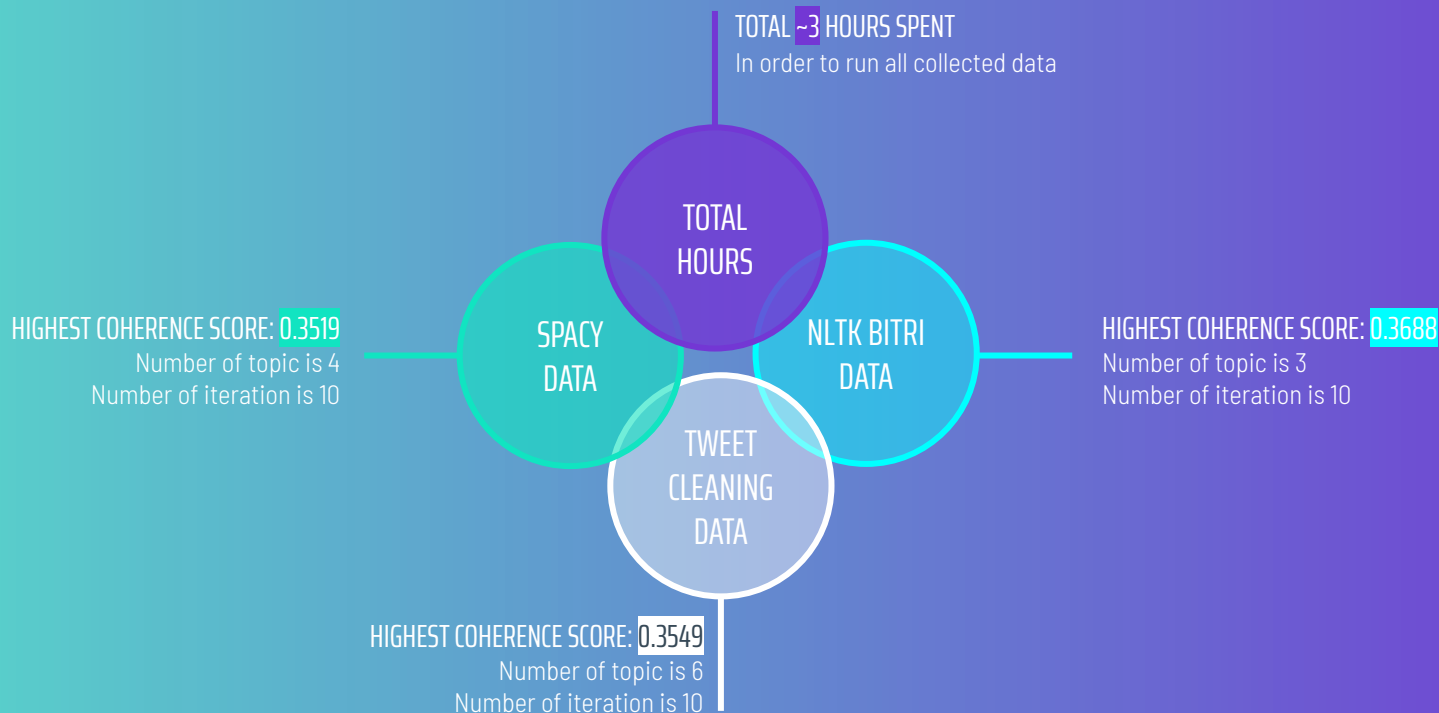 TOTAL ~3 HOURS SPENT
In order to run all collected data
TOTAL
HOURS
SPACY
DATA
NLTK BITRI
DATA
TWEET
CLEANING
DATA
HIGHEST COHERENCE SCORE: 0.3519
Number of topic is 4
Number of iteration is 10
HIGHEST COHERENCE SCORE: 0.3688
Number of topic is 3
Number of iteration is 10
HIGHEST COHERENCE SCORE: 0.3549
Number of topic is 6
Number of iteration is 10